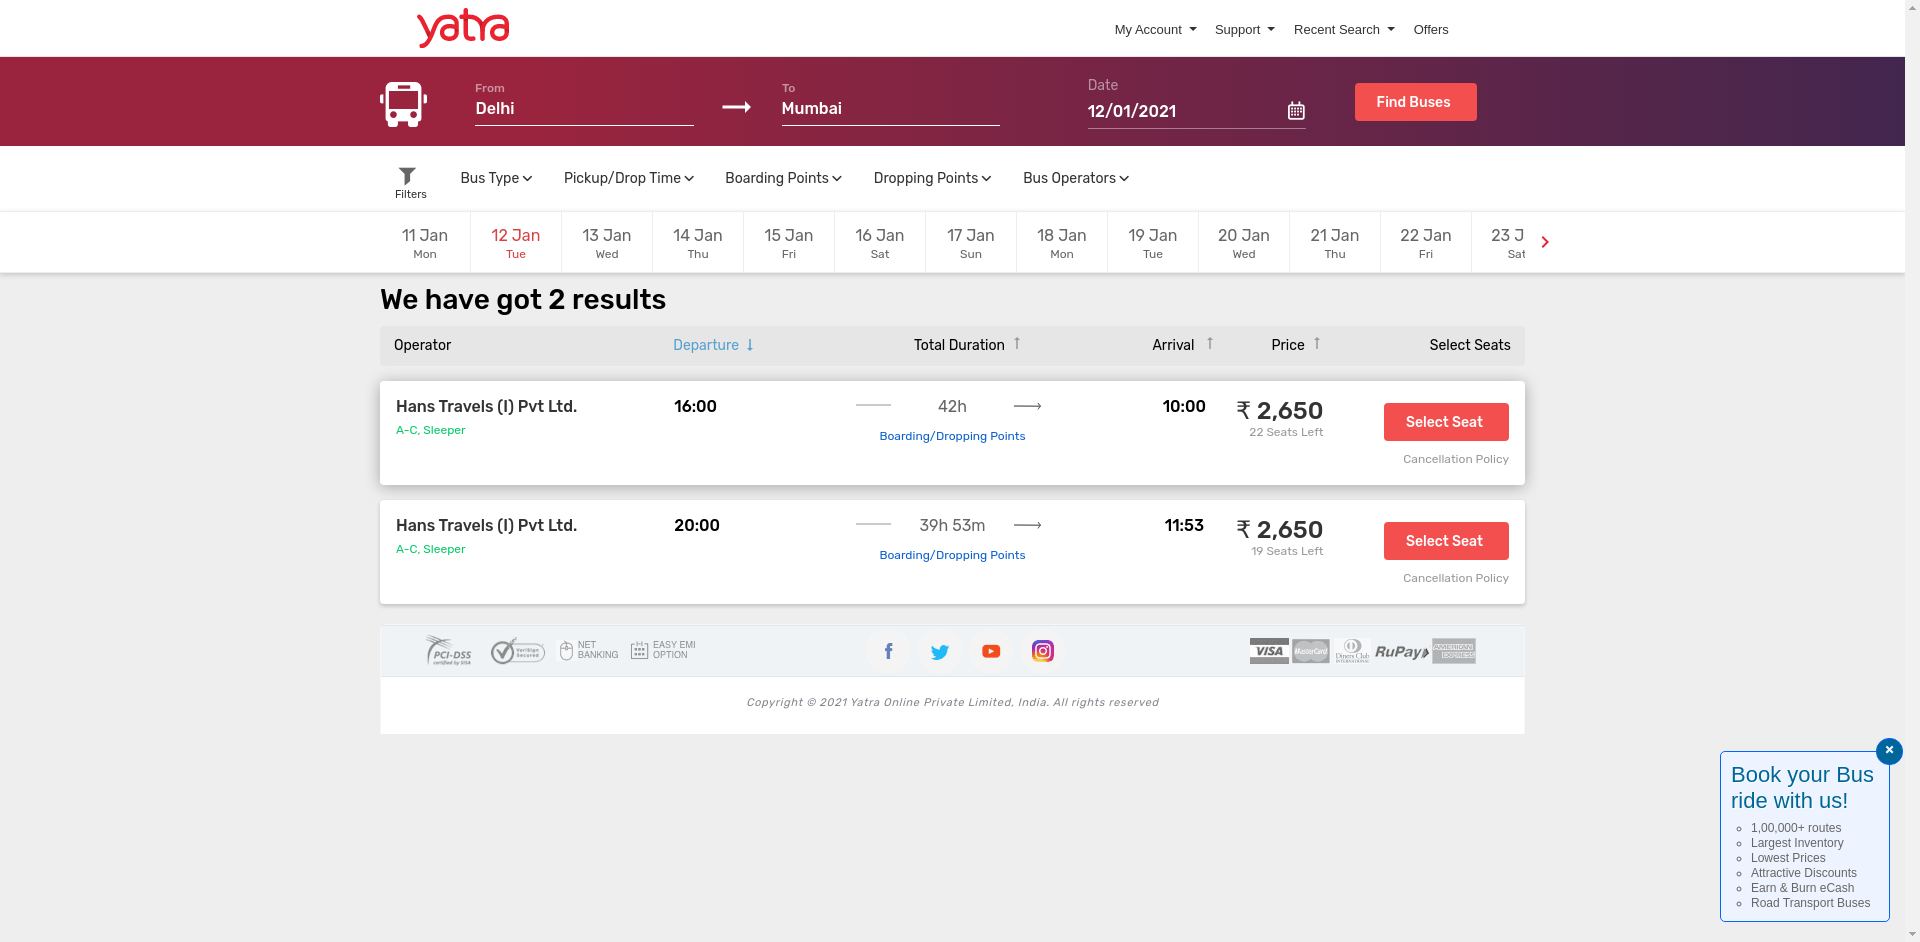 yatra
My Account
Support
Recent Search
Offers
From
Delhi
To
Mumbai
Date
12/01/2021
Find Buses
Filters
Bus Type
Pickup/Drop Time
Boarding Points
Dropping Points
Bus Operators
11 Jan
Mon
12 Jan
Tue
13 Jan
Wed
14 Jan
Thu
15 Jan
Fri
16 Jan
Sat
17 Jan
Sun
18 Jan
Mon
19 Jan
Tue
20 Jan
Wed
21 Jan
Thu
22 Jan
Fri
23 J
Sat
We have got 2 results
Operator
Departure
Total Duration
Arrival
Price
Select Seats
Hans Travels (I) Pvt Ltd.
A-C, Sleeper
16:00
42h
Boarding/Dropping Points
10:00
₹ 2,650
22 Seats Left
Select Seat
Cancellation Policy
Hans Travels (I) Pvt Ltd.
A-C, Sleeper
20:00
39h 53m
Boarding/Dropping Points
11:53
₹ 2,650
19 Seats Left
Select Seat
Cancellation Policy
PCI-DSS
certified by SISA
VeriSign
Secured
NET
BANKING
EASY EMI
OPTION
f
VISA
MasterCard
Diners Club
INTERNATIONAL
RuPay
AMERICAN
EXPRESS
Copyright © 2021 Yatra Online Private Limited, India. All rights reserved
Book your Bus
ride with us!
1,00,000+ routes
Largest Inventory
Lowest Prices
Attractive Discounts
Earn & Burn eCash
Road Transport Buses